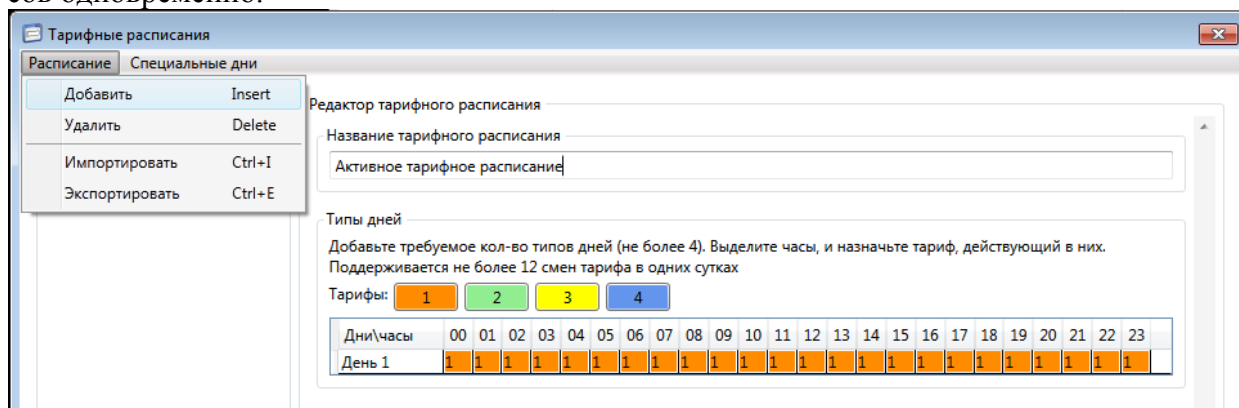 сов одновременно.
Тарифные расписания
Расписание Специальные дни
Добавить Insert
Удалить Delete
Импортировать Ctrl+I
Экспортировать Ctrl+E
Редактор тарифного расписания
Название тарифного расписания
Активное тарифное расписание
Типы дней
Добавьте требуемое кол-во типов дней (не более 4). Выделите часы, и назначьте тариф, действующий в них.
Поддерживается не более 12 смен тарифа в одних сутках
Тарифы: 1 2 3 4
Дни\часы 00 01 02 03 04 05 06 07 08 09 10 11 12 13 14 15 16 17 18 19 20 21 22 23
День 1 1 1 1 1 1 1 1 1 1 1 1 1 1 1 1 1 1 1 1 1 1 1 1 1